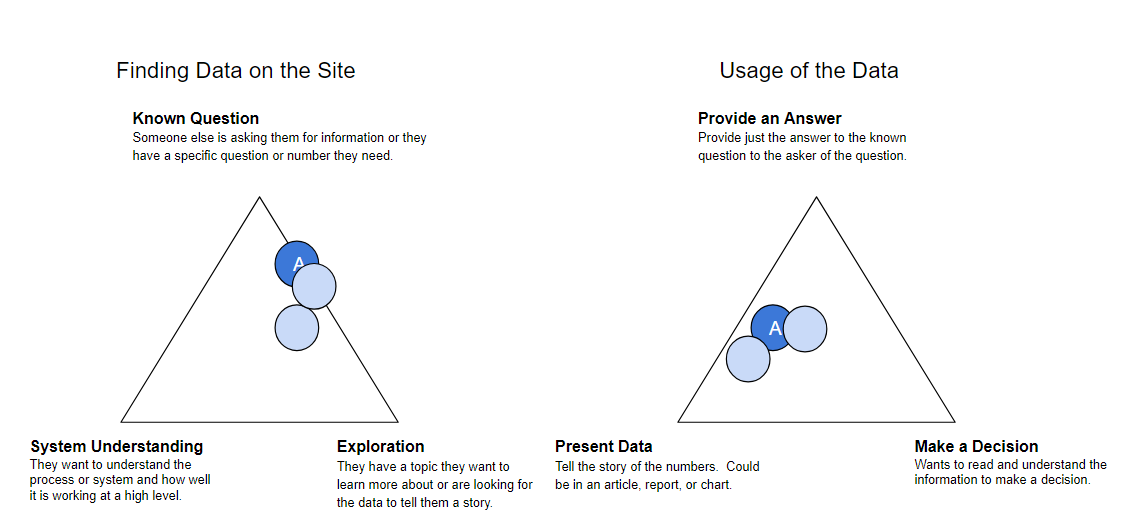 Finding Data on the Site
Usage of the Data
Known Question
Someone else is asking them for information or they
have a specific question or number they need.
Provide an Answer
Provide just the answer to the known
question to the asker of the question.
A
A
System Understanding
They want to understand the
process or system and how well
it is working at a high level.
Exploration
They have a topic they want to
learn more about or are looking for
the data to tell them a story.
Present Data
Tell the story of the numbers.  Could
be in an article, report, or chart.
Make a Decision
Wants to read and understand the
information to make a decision.